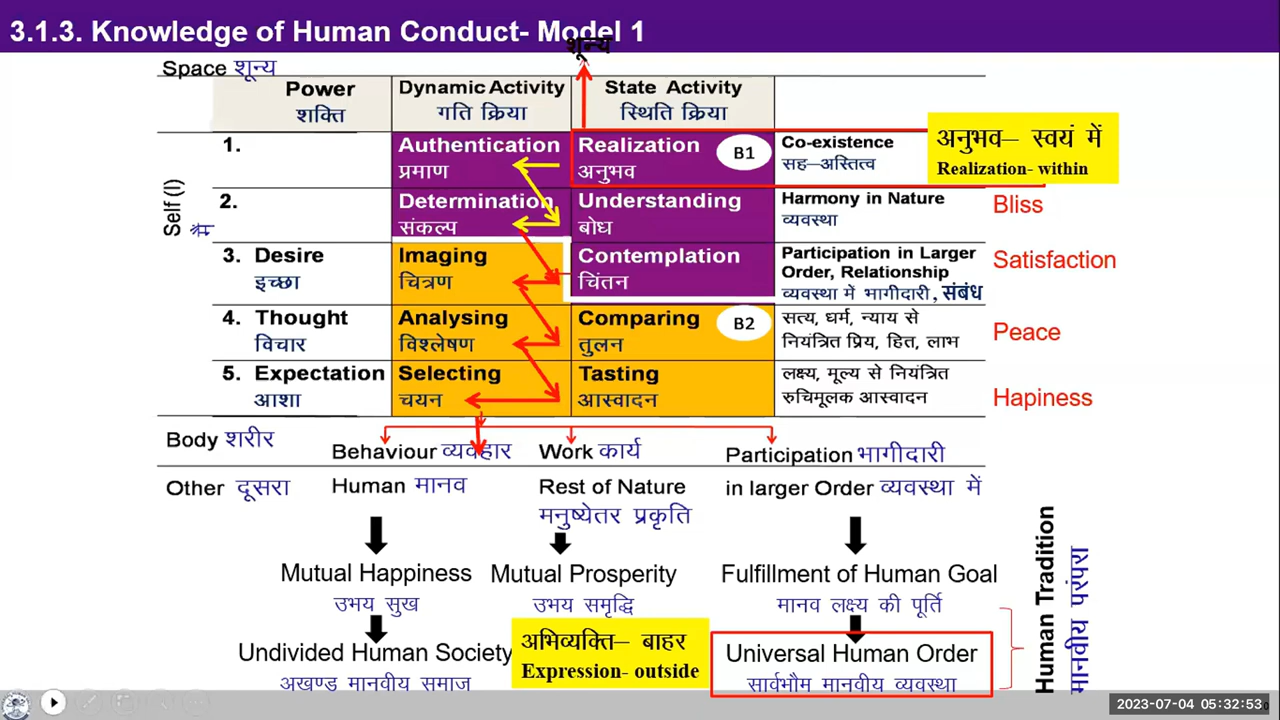 3.1.3. Knowledge of Human Conduct- Model 1
शून्य
Space शून्य
Power
शक्ति
Dynamic Activity
गति क्रिया
State Activity
स्थिति क्रिया
Self (I)
मैं
1.
Authentication
प्रमाण
Realization
अनुभव
B1
Co-existence
सह–अस्तित्व
अनुभव– स्वयं में
Realization- within
2.
Determination
संकल्प
Understanding
बोध
Harmony in Nature
व्यवस्था
Bliss
3. Desire
इच्छा
Imaging
चित्रण
Contemplation
चिंतन
Participation in Larger
Order, Relationship
व्यवस्था में भागीदारी, संबंध
Satisfaction
4. Thought
विचार
Analysing
विश्लेषण
Comparing
तुलन
B2
सत्य, धर्म, न्याय से
नियंत्रित प्रिय, हित, लाभ
Peace
5. Expectation
आशा
Selecting
चयन
Tasting
आस्वादन
लक्ष्य, मूल्य से नियंत्रित
रुचिमूलक आस्वादन
Hapiness
Body शरीर
Behaviour व्यवहार
Work कार्य
Participation भागीदारी
Other दूसरा
Human मानव
Rest of Nature
मनुष्येतर प्रकृति
in larger Order व्यवस्था में
Mutual Happiness
उभय सुख
Mutual Prosperity
उभय समृद्धि
Fulfillment of Human Goal
मानव लक्ष्य की पूर्ति
Undivided Human Society
अखण्ड मानवीय समाज
अभिव्यक्ति– बाहर
Expression- outside
Universal Human Order
सार्वभौम मानवीय व्यवस्था
Human Tradition
मानवीय परंपरा
2023-07-04 05:32:53